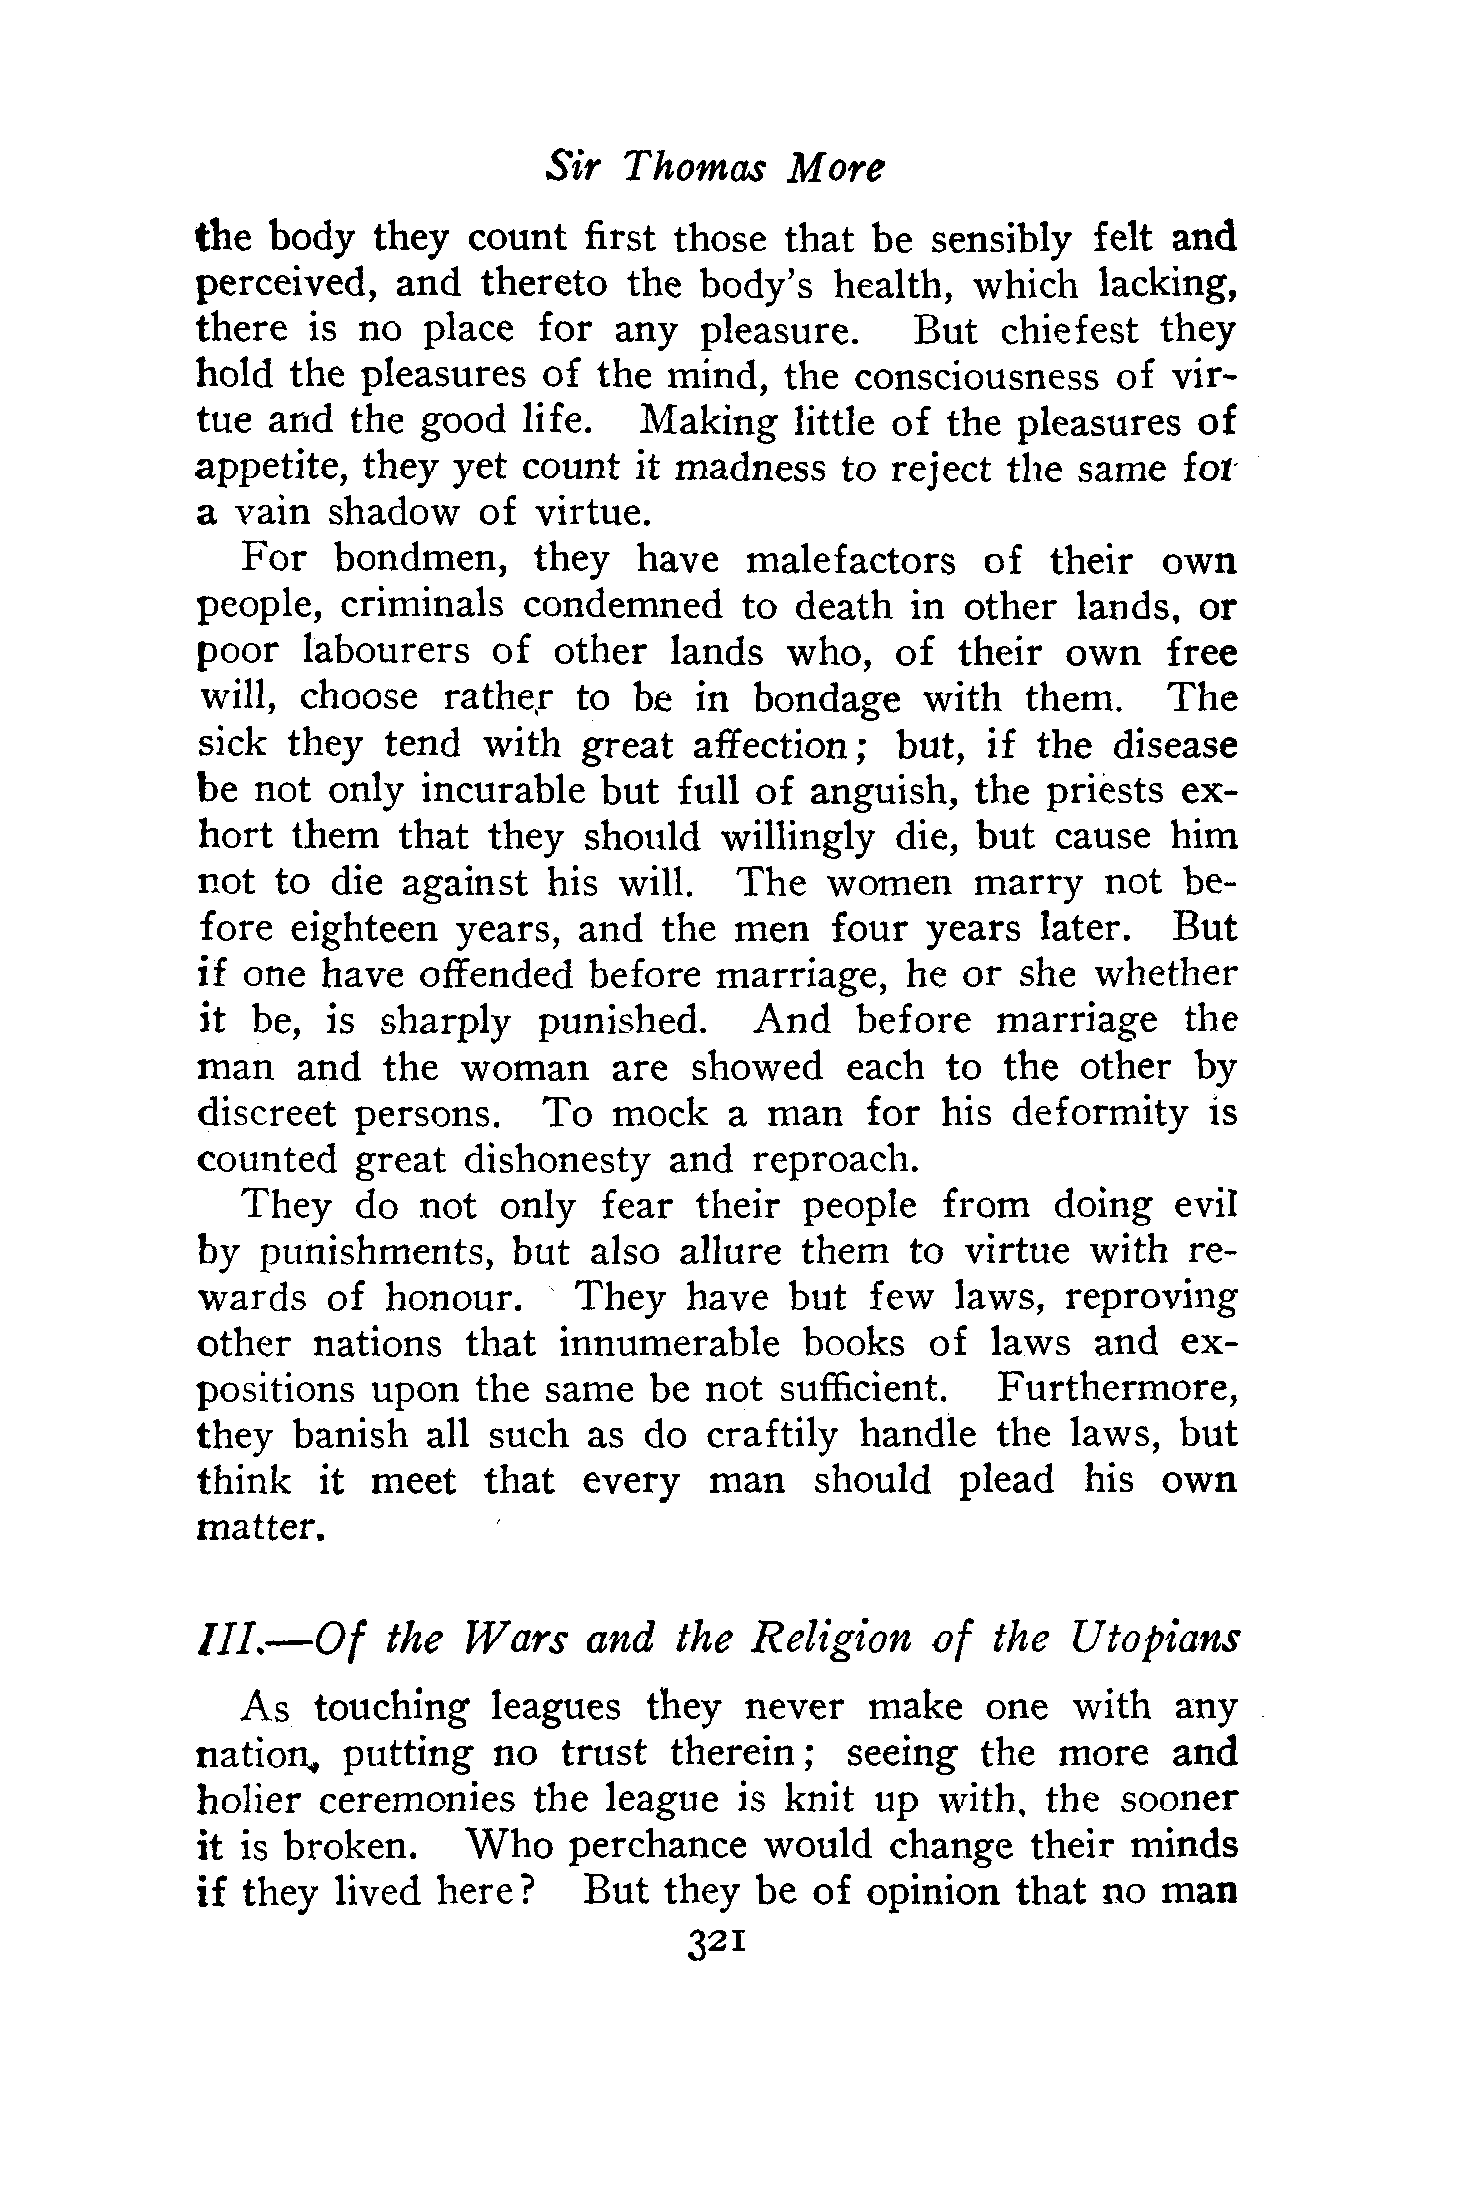 Sir Thomas More
the body they count first those that be sensibly felt and
perceived, and thereto the body's health, which lacking,
there is no place for any pleasure. But chiefest they
hold the pleasures of the mind, the consciousness of vir-
tue and the good life. Making little of the pleasures of
appetite, they yet count it madness to reject the same for
a vain shadow of virtue.
For bondmen, they have malefactors of their own
people, criminals condemned to death in other lands, or
poor labourers of other lands who, of their own free
will, choose rather to be in bondage with them. The
sick they tend with great affection; but, if the disease
be not only incurable but full of anguish, the priests ex-
hort them that they should willingly die, but cause him
not to die against his will. The women marry not be-
fore eighteen years, and the men four years later. But
if one have offended before marriage, he or she whether
it be, is sharply punished. And before marriage the
man and the woman are showed each to the other by
discreet persons. To mock a man for his deformity is
counted great dishonesty and reproach.
They do not only fear their people from doing evil
by punishments, but also allure them to virtue with re-
wards of honour. They have but few laws, reproving
other nations that innumerable books of laws and ex-
positions upon the same be not sufficient. Furthermore,
they banish all such as do craftily handle the laws, but
think it meet that every man should plead his own
matter.
III.—Of the Wars and the Religion of the Utopians
As touching leagues they never make one with any
nation, putting no trust therein; seeing the more and
holier ceremonies the league is knit up with, the sooner
it is broken. Who perchance would change their minds
if they lived here? But they be of opinion that no man
321